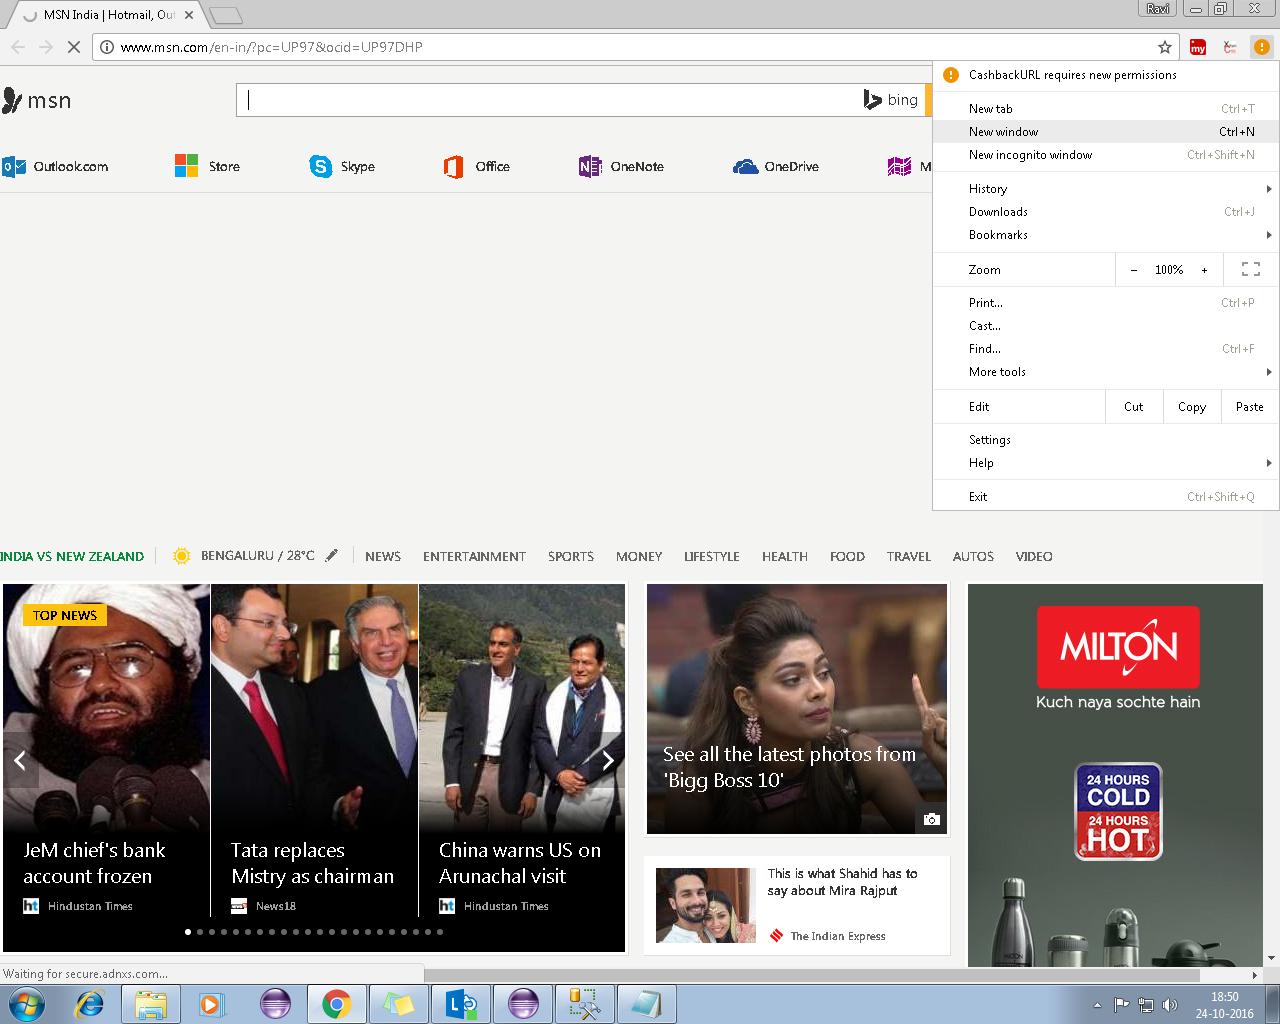 MSN India | Hotmail, Out
Ravi
www.msn.com/en-in/?pc=UP97&ocid=UP97DHP
my
CashbackURL requires new permissions
msn
bing
New tab Ctrl+T
New window Ctrl+N
New incognito window Ctrl+Shift+N
Outlook.com Store Skype Office OneNote OneDrive M
History
Downloads Ctrl+J
Bookmarks
Zoom - 100% +
Print... Ctrl+P
Cast...
Find... Ctrl+F
More tools
Edit Cut Copy Paste
Settings
Help
Exit Ctrl+Shift+Q
INDIA VS NEW ZEALAND BENGALURU / 28°C NEWS ENTERTAINMENT SPORTS MONEY LIFESTYLE HEALTH FOOD TRAVEL AUTOS VIDEO
TOP NEWS
JeM chief's bank
account frozen
ht Hindustan Times
Tata replaces
Mistry as chairman
News18
China warns US on
Arunachal visit
ht Hindustan Times
See all the latest photos from
'Bigg Boss 10'
This is what Shahid has to
say about Mira Rajput
The Indian Express
MILTON
Kuch naya sochte hain
24 HOURS
COLD
24 HOURS
HOT
MILTON
Waiting for secure.adnxs.com...
18:50
24-10-2016